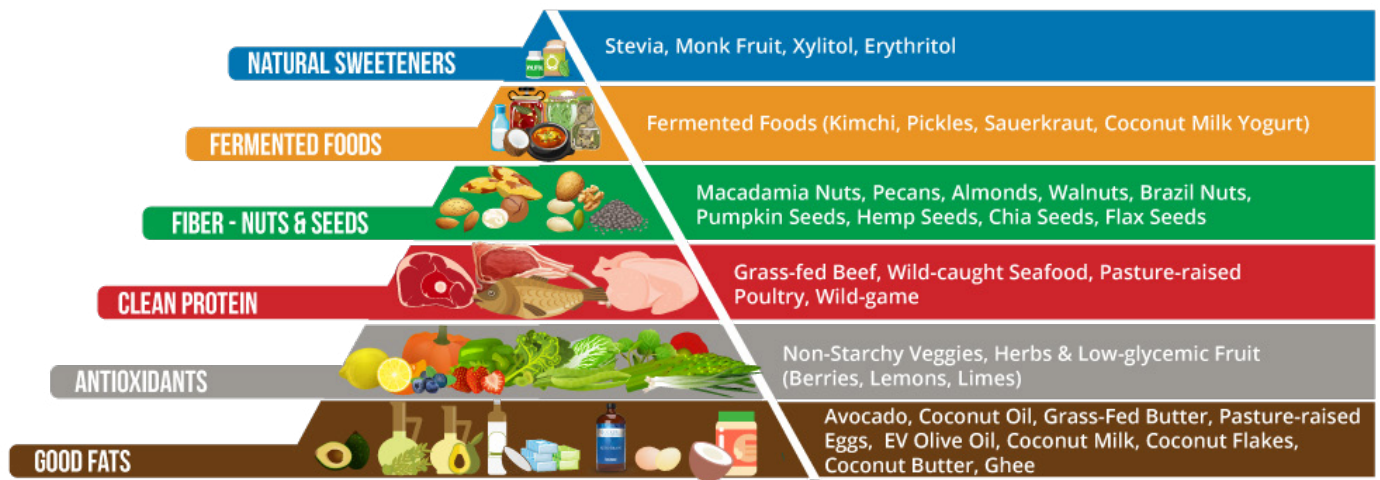 NATURAL SWEETENERS
Stevia, Monk Fruit, Xylitol, Erythritol
FERMENTED FOODS
Fermented Foods (Kimchi, Pickles, Sauerkraut, Coconut Milk Yogurt)
FIBER - NUTS & SEEDS
Macadamia Nuts, Pecans, Almonds, Walnuts, Brazil Nuts,
Pumpkin Seeds, Hemp Seeds, Chia Seeds, Flax Seeds
CLEAN PROTEIN
Grass-fed Beef, Wild-caught Seafood, Pasture-raised
Poultry, Wild-game
ANTIOXIDANTS
Non-Starchy Veggies, Herbs & Low-glycemic Fruit
(Berries, Lemons, Limes)
GOOD FATS
Avocado, Coconut Oil, Grass-Fed Butter, Pasture-raised
Eggs, EV Olive Oil, Coconut Milk, Coconut Flakes,
Coconut Butter, Ghee